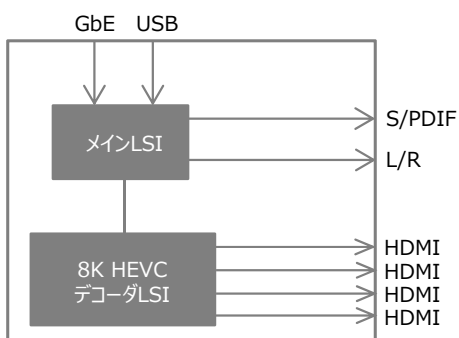 GbE USB
S/PDIF
メインLSI
L/R
HDMI
8K HEVC
デコーダLSI
HDMI
HDMI
HDMI